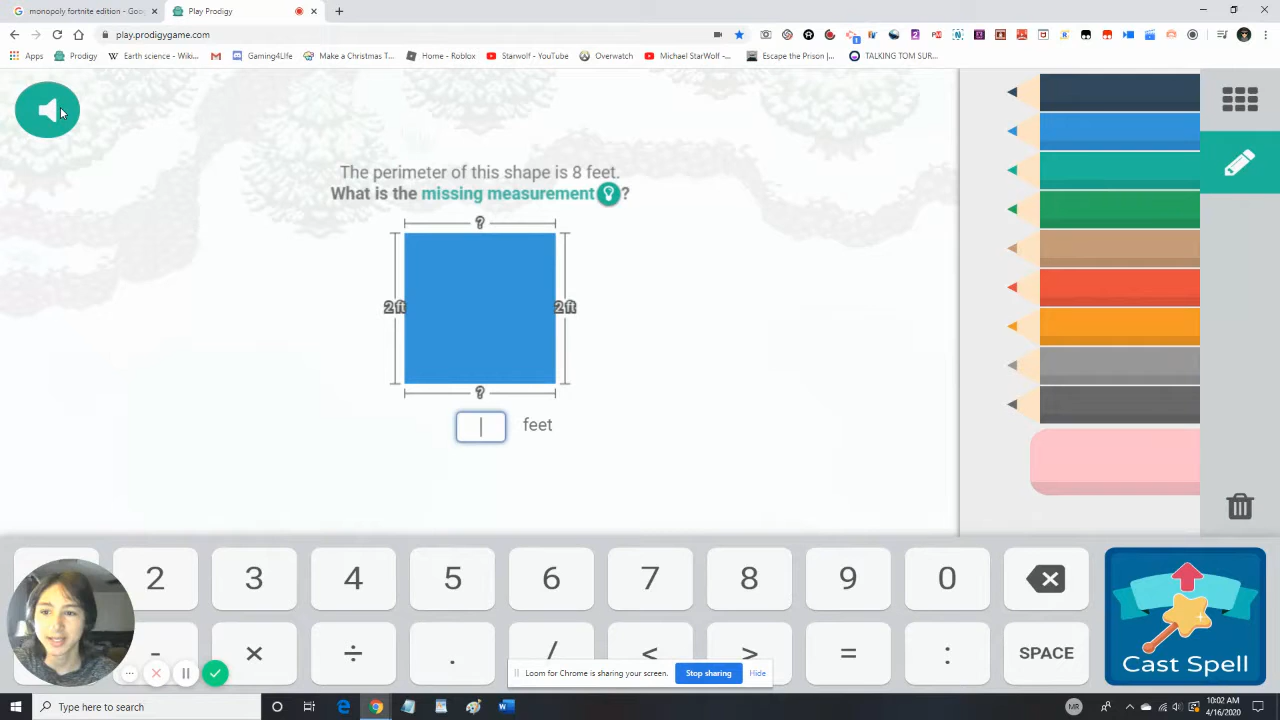 monopoly fortnite edition - Goog
Play Prodigy
play.prodigygame.com
Apps
Prodigy
Earth science - Wiki...
Gaming4Life
Make a Christmas T...
Home - Roblox
Starwolf - YouTube
Overwatch
Michael StarWolf -...
Escape the Prison |...
TALKING TOM SUR...
The perimeter of this shape is 8 feet.
What is the missing measurement ?
?
2 ft 2 ft
?
feet
2 3 4 5 6 7 8 9 0
- × ÷ . / < > = : SPACE
Cast Spell
Loom for Chrome is sharing your screen. Stop sharing Hide
Type here to search
MR
10:02 AM
4/16/2020